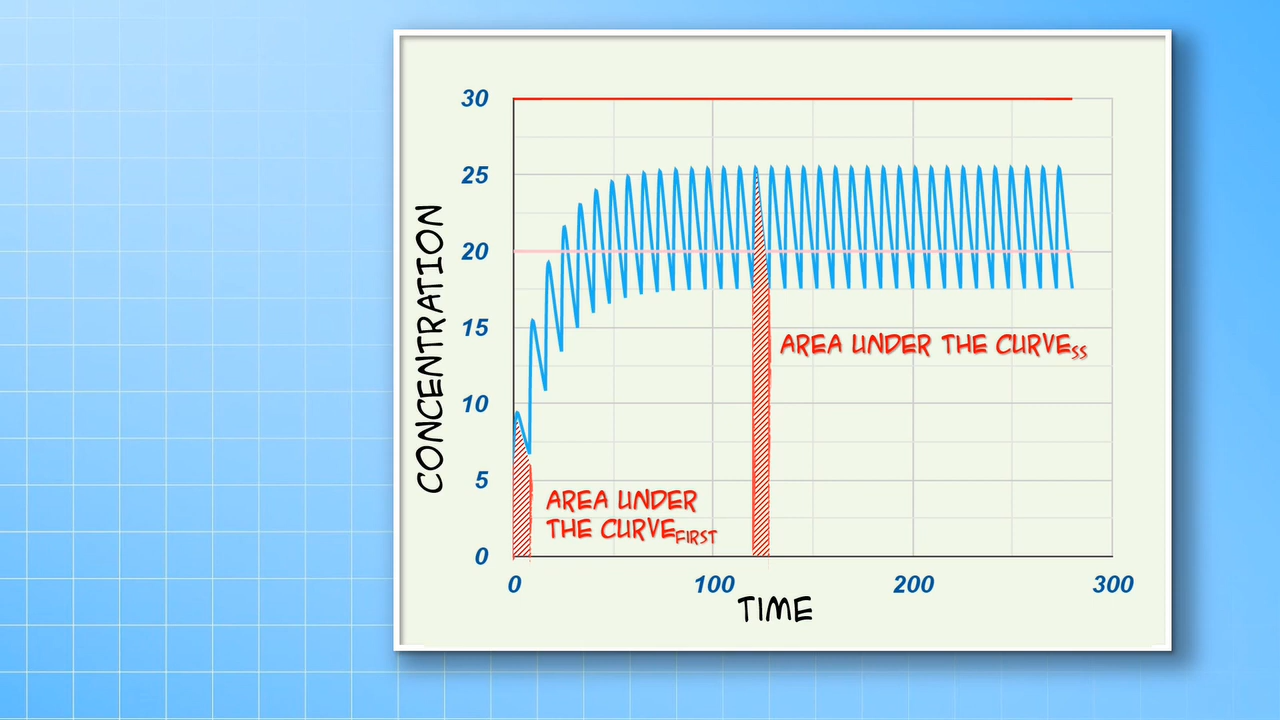 30
25
20
15
10
5
0
CONCENTRATION
AREA UNDER THE CURVESS
AREA UNDER
THE CURVEFIRST
0 100 200 300
TIME